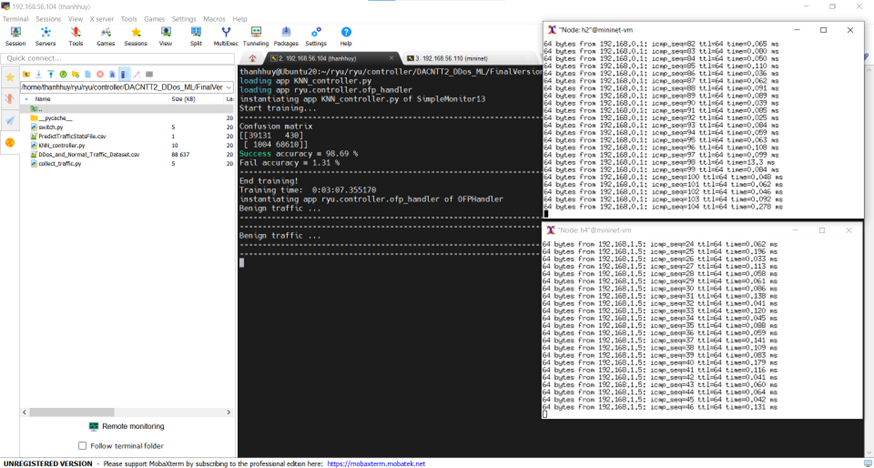 192.168.56.104 (thanhhuy)
Terminal Sessions View X server Tools Games Settings Macros Help
Session Servers Tools Games Sessions View Split MultiExec Tunneling Packages Settings Help
Quick connect...
2. 192.168.56.104 (thanhhuy)
3. 192.168.56.110 (mininet)
/home/thanhhuy/ryu/ryu/controller/DACNTT2_DDos_ML/FinalVer
Name Size (KB) La
..
__pycache__ 20
switch.py 5 20
PredictTrafficStatsFile.csv 1 20
KNN_controller.py 10 20
DDos_and_Normal_Traffic_Dataset.csv 88 637 20
collect_traffic.py 5 20
Remote monitoring
Follow terminal folder
thanhhuy@Ubuntu20:~/ryu/ryu/controller/DACNTT2_DDos_ML/FinalVersion
loading app KNN_controller.py
loading app ryu.controller.ofp_handler
instantiating app KNN_controller.py of SimpleMonitor13
Start training...
Confusion matrix
[[39131 430]
[ 1004 68610]]
Success accuracy = 98.69 %
Fail accuracy = 1.31 %
End training!
Training time: 0:03:07.355170
instantiating app ryu.controller.ofp_handler of OFPHandler
Benign traffic ...
Benign traffic ...
"Node: h2"@mininet-vm
64 bytes from 192.168.0.1: icmp_seq=82 ttl=64 time=0.065 ms
64 bytes from 192.168.0.1: icmp_seq=83 ttl=64 time=0.080 ms
64 bytes from 192.168.0.1: icmp_seq=84 ttl=64 time=0.050 ms
64 bytes from 192.168.0.1: icmp_seq=85 ttl=64 time=0.110 ms
64 bytes from 192.168.0.1: icmp_seq=86 ttl=64 time=0.036 ms
64 bytes from 192.168.0.1: icmp_seq=87 ttl=64 time=0.062 ms
64 bytes from 192.168.0.1: icmp_seq=88 ttl=64 time=0.091 ms
64 bytes from 192.168.0.1: icmp_seq=89 ttl=64 time=0.089 ms
64 bytes from 192.168.0.1: icmp_seq=90 ttl=64 time=0.039 ms
64 bytes from 192.168.0.1: icmp_seq=91 ttl=64 time=0.085 ms
64 bytes from 192.168.0.1: icmp_seq=92 ttl=64 time=0.025 ms
64 bytes from 192.168.0.1: icmp_seq=93 ttl=64 time=0.084 ms
64 bytes from 192.168.0.1: icmp_seq=94 ttl=64 time=0.059 ms
64 bytes from 192.168.0.1: icmp_seq=95 ttl=64 time=0.063 ms
64 bytes from 192.168.0.1: icmp_seq=96 ttl=64 time=0.108 ms
64 bytes from 192.168.0.1: icmp_seq=97 ttl=64 time=0.099 ms
64 bytes from 192.168.0.1: icmp_seq=98 ttl=64 time=13.3 ms
64 bytes from 192.168.0.1: icmp_seq=99 ttl=64 time=0.084 ms
64 bytes from 192.168.0.1: icmp_seq=100 ttl=64 time=0.048 ms
64 bytes from 192.168.0.1: icmp_seq=101 ttl=64 time=0.062 ms
64 bytes from 192.168.0.1: icmp_seq=102 ttl=64 time=0.046 ms
64 bytes from 192.168.0.1: icmp_seq=103 ttl=64 time=0.092 ms
64 bytes from 192.168.0.1: icmp_seq=104 ttl=64 time=0.278 ms
"Node: h4"@mininet-vm
64 bytes from 192.168.1.5: icmp_seq=24 ttl=64 time=0.062 ms
64 bytes from 192.168.1.5: icmp_seq=25 ttl=64 time=0.196 ms
64 bytes from 192.168.1.5: icmp_seq=26 ttl=64 time=0.033 ms
64 bytes from 192.168.1.5: icmp_seq=27 ttl=64 time=0.113 ms
64 bytes from 192.168.1.5: icmp_seq=28 ttl=64 time=0.058 ms
64 bytes from 192.168.1.5: icmp_seq=29 ttl=64 time=0.061 ms
64 bytes from 192.168.1.5: icmp_seq=30 ttl=64 time=0.086 ms
64 bytes from 192.168.1.5: icmp_seq=31 ttl=64 time=0.138 ms
64 bytes from 192.168.1.5: icmp_seq=32 ttl=64 time=0.041 ms
64 bytes from 192.168.1.5: icmp_seq=33 ttl=64 time=0.120 ms
64 bytes from 192.168.1.5: icmp_seq=34 ttl=64 time=0.045 ms
64 bytes from 192.168.1.5: icmp_seq=35 ttl=64 time=0.088 ms
64 bytes from 192.168.1.5: icmp_seq=36 ttl=64 time=0.059 ms
64 bytes from 192.168.1.5: icmp_seq=37 ttl=64 time=0.141 ms
64 bytes from 192.168.1.5: icmp_seq=38 ttl=64 time=0.109 ms
64 bytes from 192.168.1.5: icmp_seq=39 ttl=64 time=0.083 ms
64 bytes from 192.168.1.5: icmp_seq=40 ttl=64 time=0.179 ms
64 bytes from 192.168.1.5: icmp_seq=41 ttl=64 time=0.116 ms
64 bytes from 192.168.1.5: icmp_seq=42 ttl=64 time=0.041 ms
64 bytes from 192.168.1.5: icmp_seq=43 ttl=64 time=0.060 ms
64 bytes from 192.168.1.5: icmp_seq=44 ttl=64 time=0.064 ms
64 bytes from 192.168.1.5: icmp_seq=45 ttl=64 time=0.042 ms
64 bytes from 192.168.1.5: icmp_seq=46 ttl=64 time=0.131 ms
UNREGISTERED VERSION - Please support MobaXterm by subscribing to the professional edition here: https://mobaxterm.mobatek.net